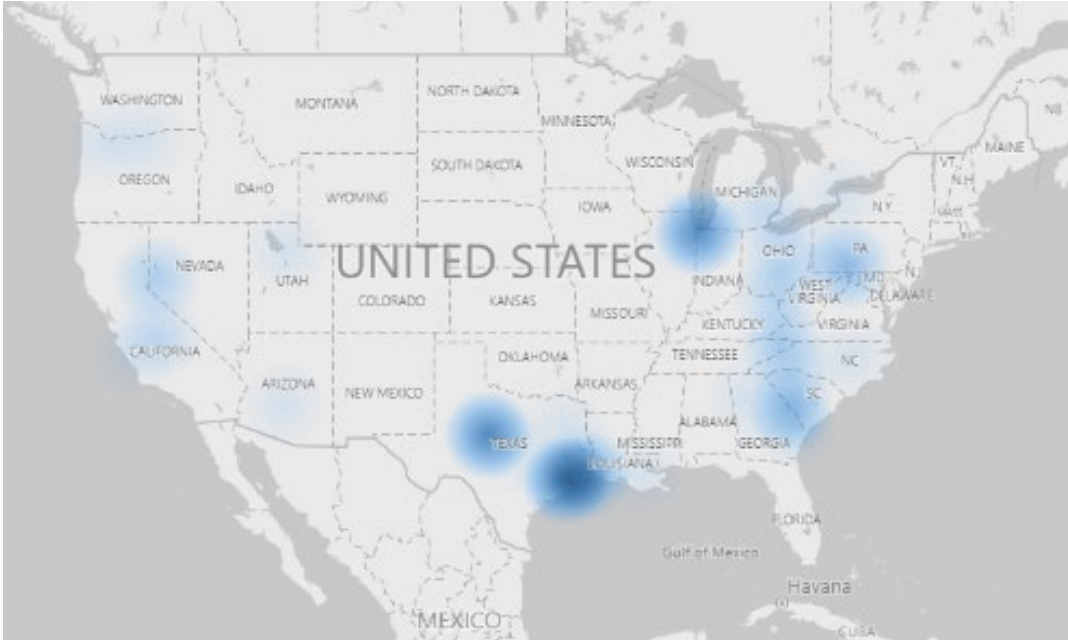 NB
WASHINGTON
MONTANA
NORTH DAKOTA
MINNESOTA
MAINE
VT.
N.H
OREGON
IDAHO
SOUTH DAKOTA
WISCONSIN
MICHIGAN
WYOMING
IOWA
N.Y.
MASS.
NEVADA
UTAH
UNITED STATES
OHIO
PA
N.J.
INDIANA
WEST
VIRGINIA
MD
DELAWARE
COLORADO
KANSAS
MISSOURI
KENTUCKY
VIRGINIA
CALIFORNIA
ARIZONA
NEW MEXICO
OKLAHOMA
ARKANSAS
TENNESSEE
NC
SC
TEXAS
LOUISIANA
MISSISSIPPI
ALABAMA
GEORGIA
FLORIDA
Gulf of Mexico
Havana
MEXICO
CUBA